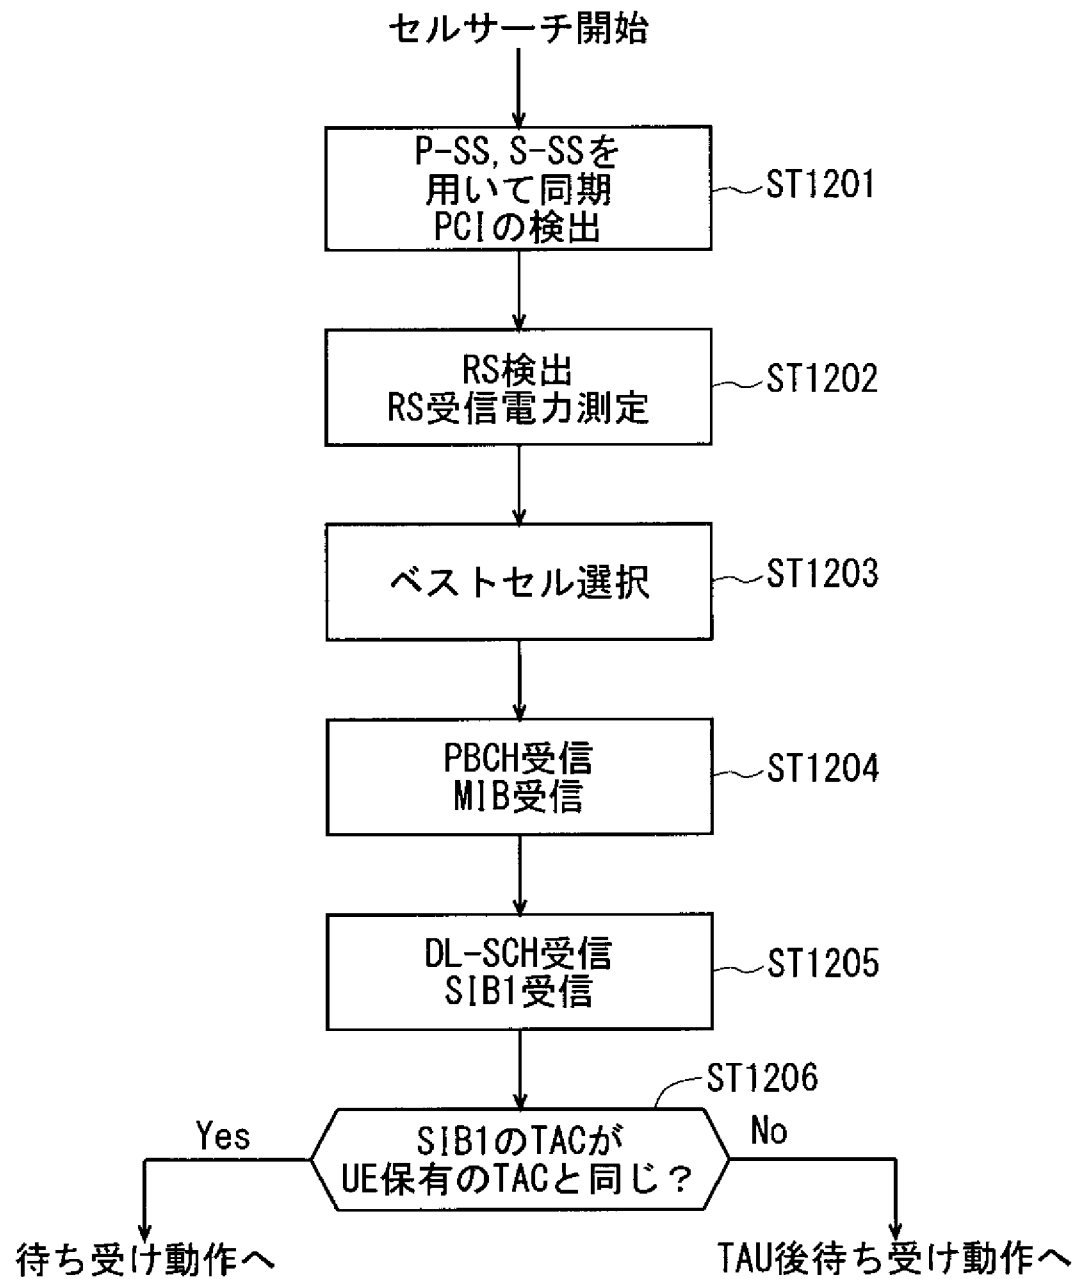 セルサーチ開始
P-SS,S-SSを
用いて同期
PCIの検出
ST1201
RS検出
RS受信電力測定
ST1202
ベストセル選択
ST1203
PBCH受信
MIB受信
ST1204
DL-SCH受信
SIB1受信
ST1205
ST1206
SIB1のTACが
UE保有のTACと同じ？
Yes
No
待ち受け動作へ
TAU後待ち受け動作へ